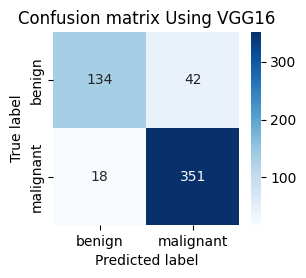 Confusion matrix Using VGG16
True label
benign
134
42
malignant
18
351
benign
malignant
Predicted label
300
200
100